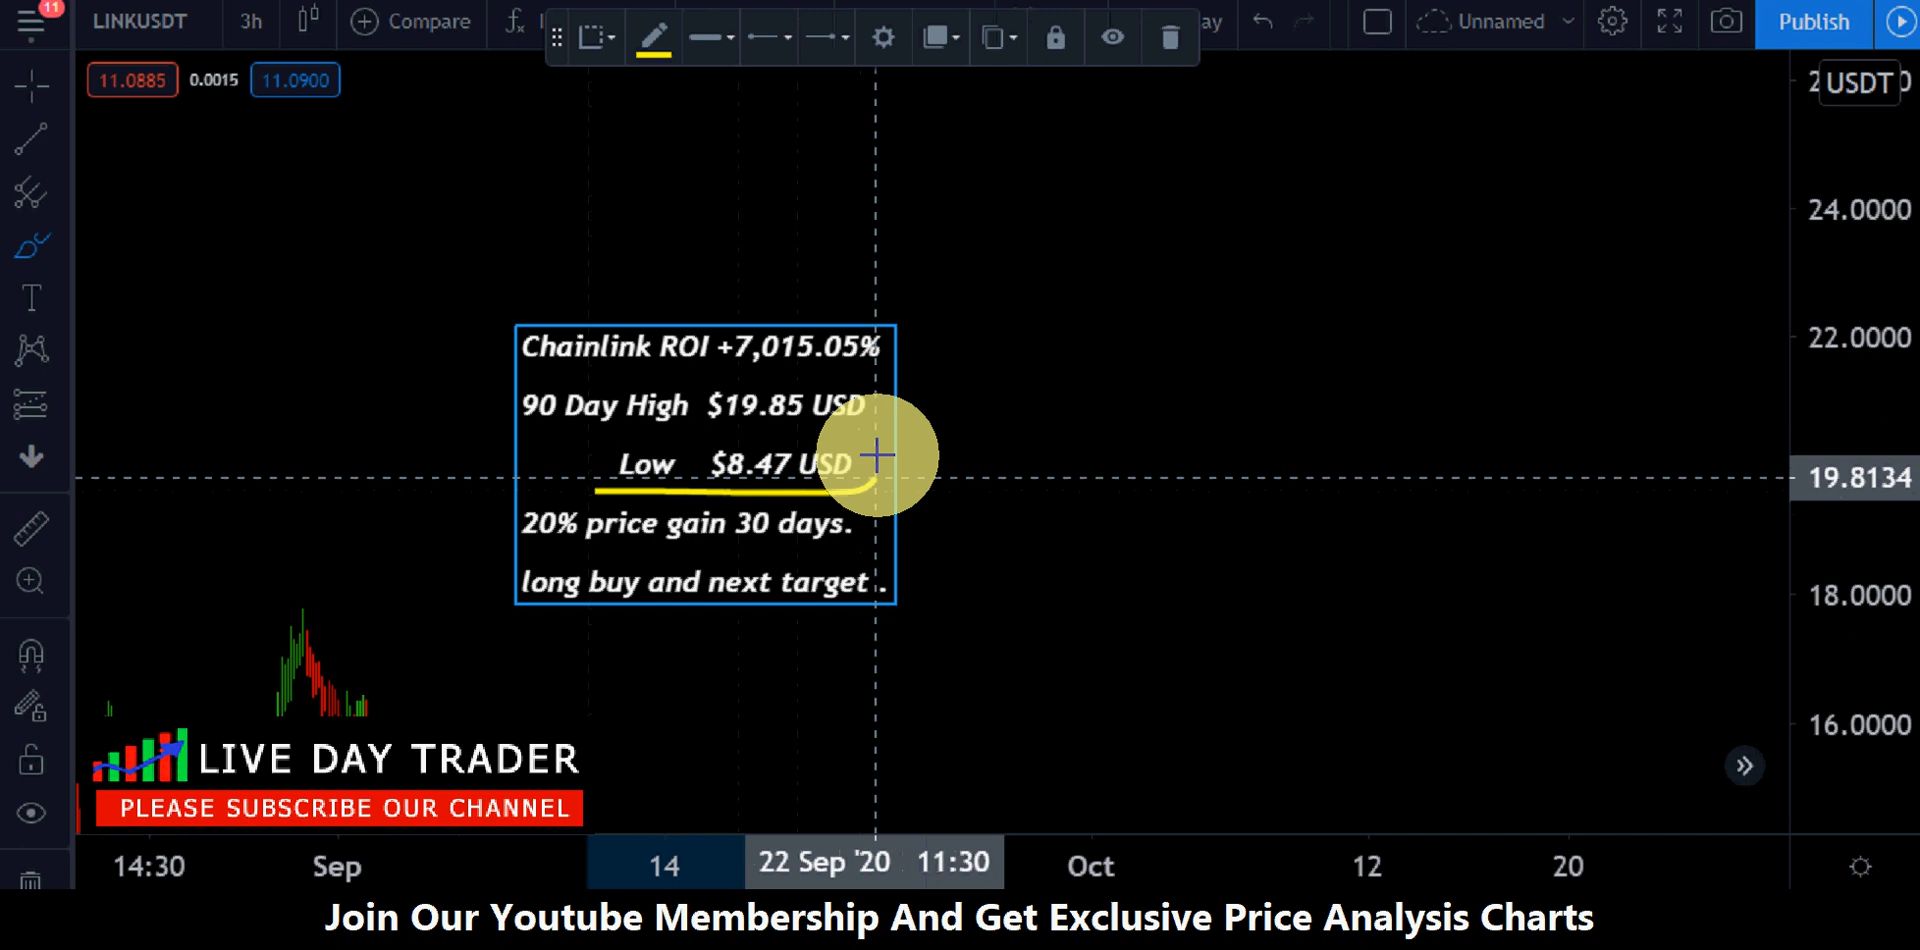 11
LINKUSDT 3h Compare fx ay Unnamed Publish
11.0885 0.0015 11.0900
USDT
24.0000
Chainlink ROI +7,015.05%
22.0000
90 Day High $19.85 USD
Low $8.47 USD
19.8134
20% price gain 30 days.
long buy and next target .
18.0000
16.0000
LIVE DAY TRADER
PLEASE SUBSCRIBE OUR CHANNEL
14:30 Sep 14 22 Sep '20 11:30 Oct 12 20
Join Our Youtube Membership And Get Exclusive Price Analysis Charts